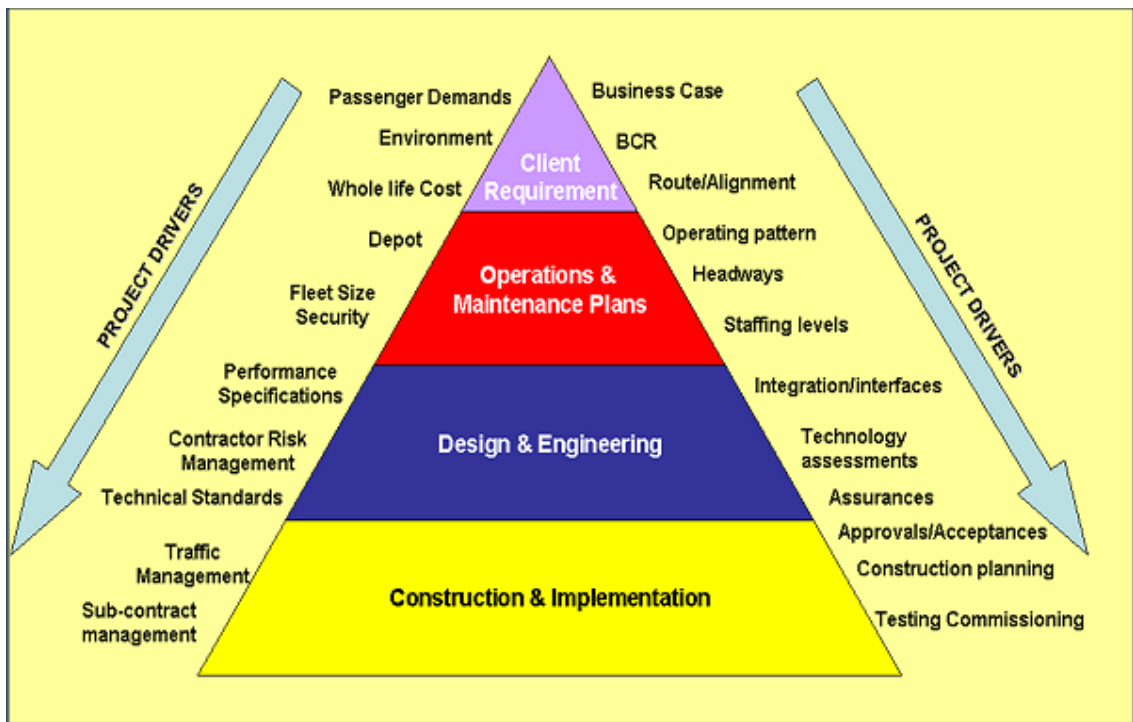 Passenger Demands
Business Case
Environment
BCR
Client
Requirement
Whole life Cost
Route/Alignment
PROJECT DRIVERS
PROJECT DRIVERS
Depot
Operating pattern
Operations &
Maintenance Plans
Headways
Fleet Size
Security
Staffing levels
Performance
Specifications
Integration/interfaces
Design & Engineering
Contractor Risk
Management
Technology
assessments
Technical Standards
Assurances
Approvals/Acceptances
Traffic
Management
Construction planning
Construction & Implementation
Sub-contract
management
Testing Commissioning